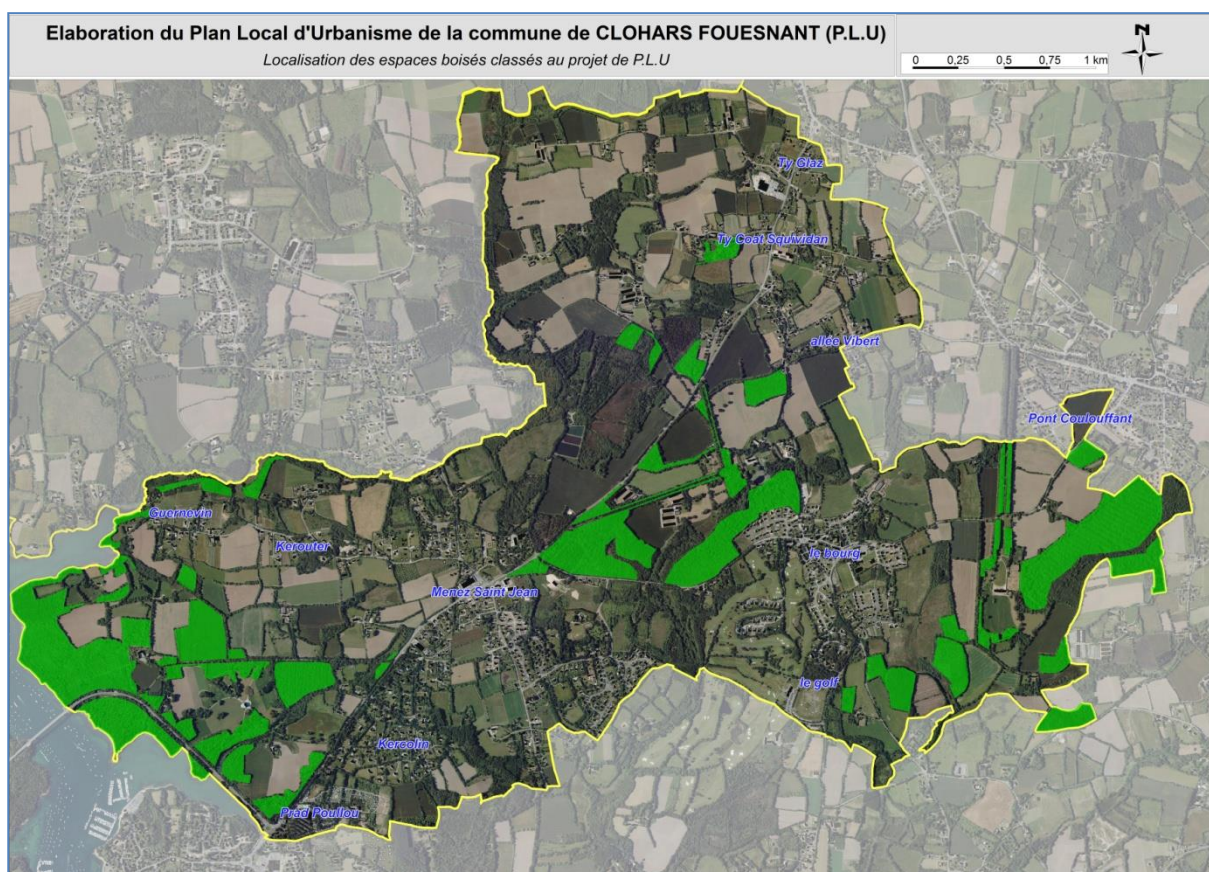 Elaboration du Plan Local d'Urbanisme de la commune de CLOHARS FOUESNANT (P.L.U)
Localisation des espaces boisés classés au projet de P.L.U
0 0,25 0,5 0,75 1 km
N
Ty Glaz
Ty Coat Squividan
allée Vibert
Pont Coulouffant
Guernevin
Kerouter
le bourg
Menez Saint Jean
le golf
Kercolin
Prad Poullou